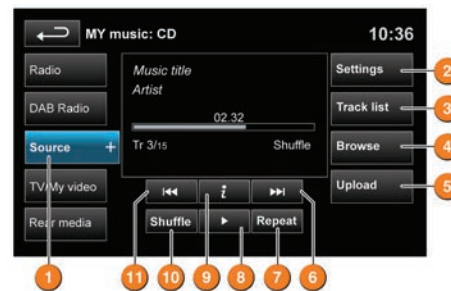 MY music: CD
10:36
Radio
DAB Radio
Source +
TV/My video
Rear media
Music title
Artist
02.32
Tr 3/15
Shuffle
Settings
Track list
Browse
Upload
i
Shuffle
Repeat
2
3
4
5
1
11
10
9
8
7
6